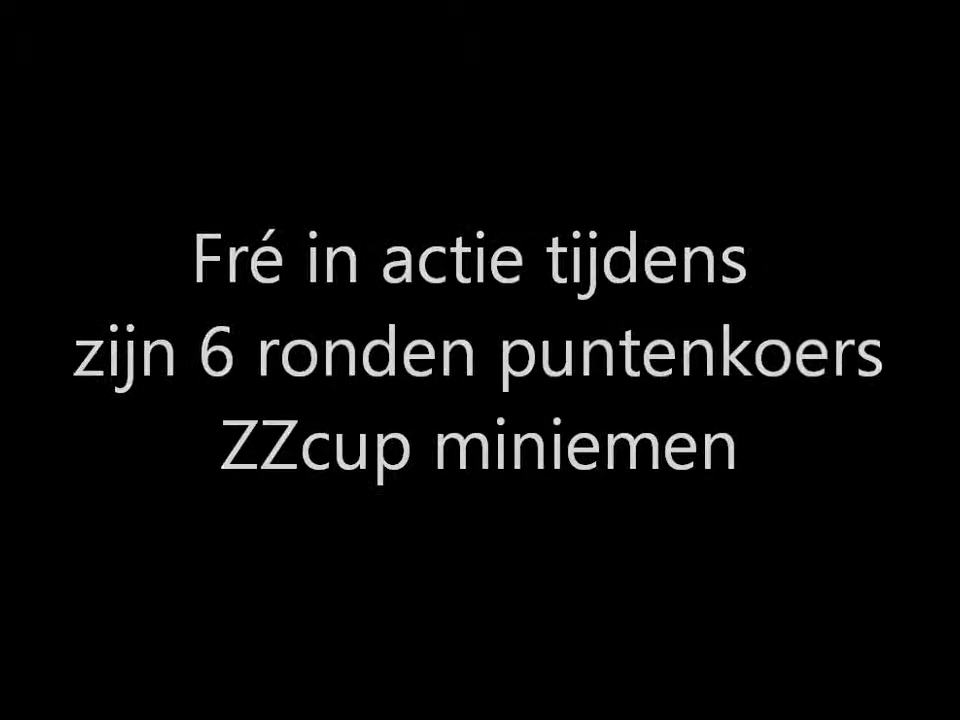 Fré in actie tijdens
zijn 6 ronden puntenkoers
ZZcup miniemen